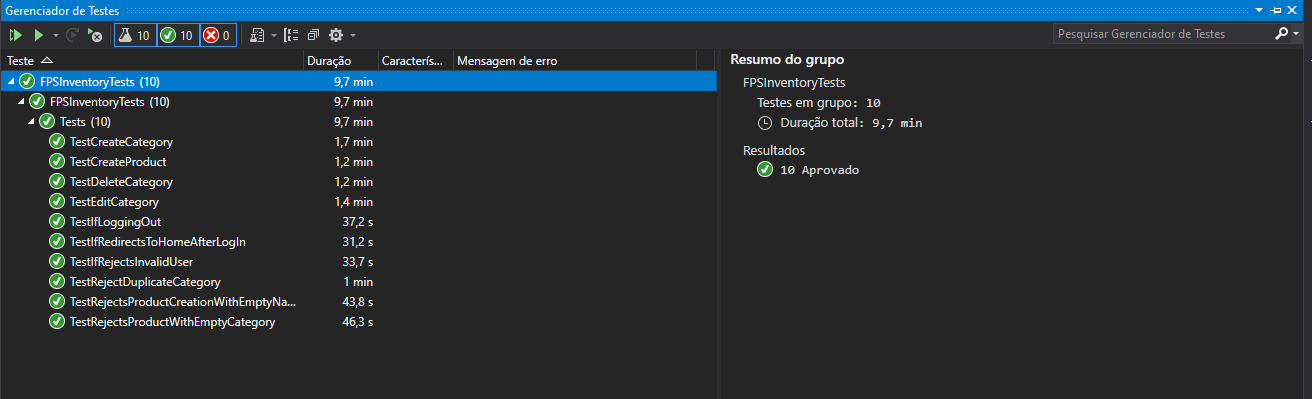 Gerenciador de Testes
10 10 0 Pesquisar Gerenciador de Testes
Teste Duração Caracterís... Mensagem de erro
FPSInventoryTests (10) 9,7 min
FPSInventoryTests (10) 9,7 min
Tests (10) 9,7 min
TestCreateCategory 1,7 min
TestCreateProduct 1,2 min
TestDeleteCategory 1,2 min
TestEditCategory 1,4 min
TestIfLoggingOut 37,2 s
TestIfRedirectsToHomeAfterLogIn 31,2 s
TestIfRejectsInvalidUser 33,7 s
TestRejectDuplicateCategory 1 min
TestRejectsProductCreationWithEmptyNa... 43,8 s
TestRejectsProductWithEmptyCategory 46,3 s
Resumo do grupo
FPSInventoryTests
Testes em grupo: 10
Duração total: 9,7 min
Resultados
10 Aprovado